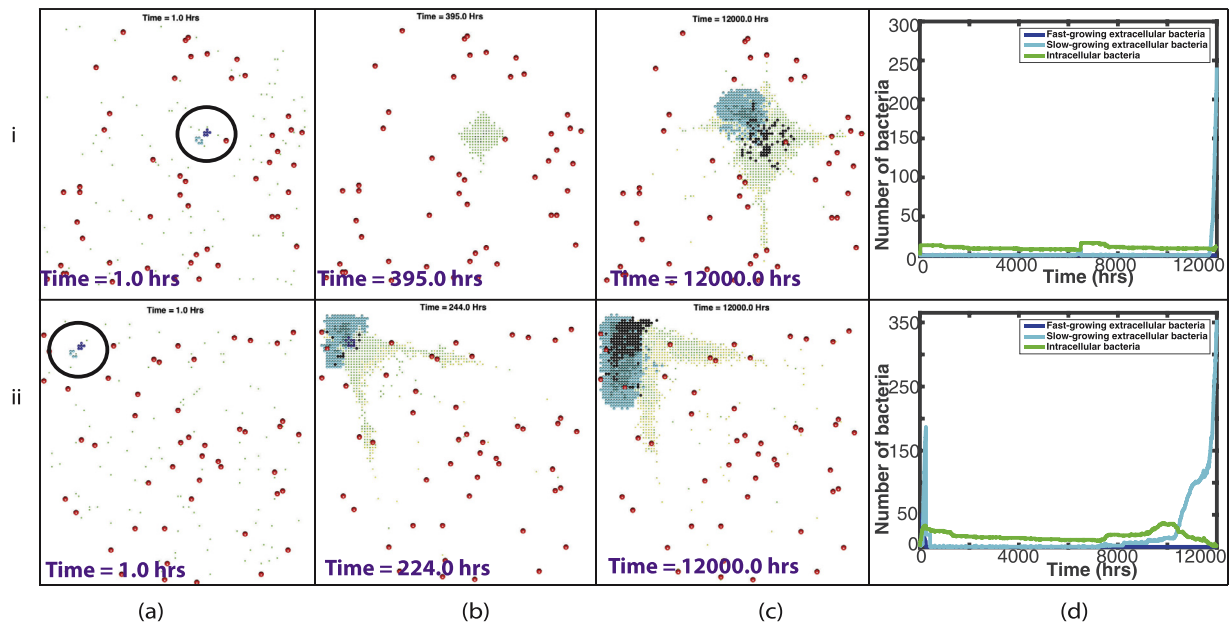 Time = 1.0 Hrs
Time = 395.0 hrs
Time = 12000.0 hrs
i
Time = 1.0 hrs
Time = 395.0 hrs
Time = 12000.0 hrs
300
250
200
150
100
50
0
Number of bacteria
Fast-growing extracellular bacteria
Slow-growing extracellular bacteria
Intracellular bacteria
0 4000 8000 12000
Time (hrs)
Time = 1.0 Hrs
Time = 244.0 Hrs
Time = 12000.0 hrs
ii
Time = 1.0 hrs
Time = 224.0 hrs
Time = 12000.0 hrs
350
250
150
50
0
Number of bacteria
Fast-growing extracellular bacteria
Slow-growing extracellular bacteria
Intracellular bacteria
0 4000 8000 12000
Time (hrs)
(a) (b) (c) (d)